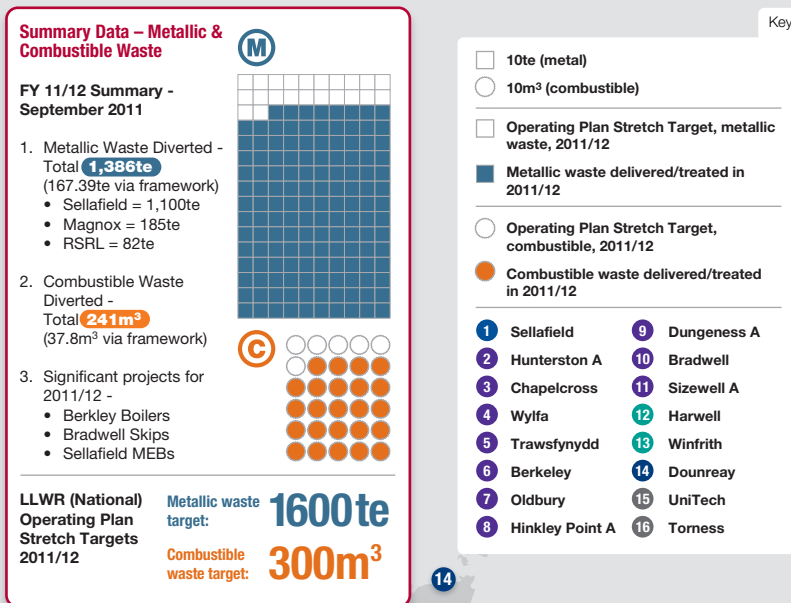 Summary Data – Metallic &
Combustible Waste
M
FY 11/12 Summary -
September 2011
1. Metallic Waste Diverted -
Total 1,386te
(167.39te via framework)
• Sellafield = 1,100te
• Magnox = 185te
• RSRL = 82te
2. Combustible Waste
Diverted -
Total 241m³
(37.8m³ via framework)
C
3. Significant projects for
2011/12 -
• Berkley Boilers
• Bradwell Skips
• Sellafield MEBs
LLWR (National)
Operating Plan
Stretch Targets
2011/12
Metallic waste
target:
1600te
Combustible
waste target:
300m³
Key
10te (metal)
10m³ (combustible)
Operating Plan Stretch Target, metallic
waste, 2011/12
Metallic waste delivered/treated in
2011/12
Operating Plan Stretch Target,
combustible, 2011/12
Combustible waste delivered/treated
in 2011/12
1 Sellafield
2 Hunterston A
3 Chapelcross
4 Wylfa
5 Trawsfynydd
6 Berkeley
7 Oldbury
8 Hinkley Point A
9 Dungeness A
10 Bradwell
11 Sizewell A
12 Harwell
13 Winfrith
14 Dounreay
15 UniTech
16 Torness
14